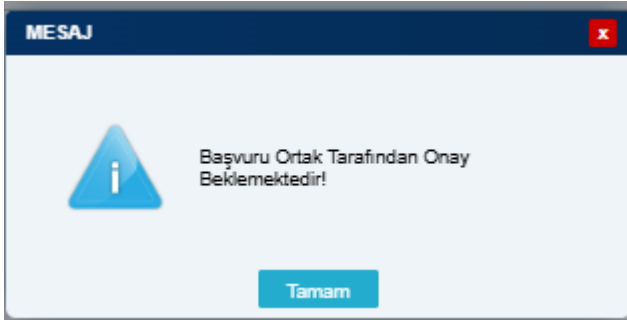 MESAJ
x
i
Başvuru Ortak Tarafından Onay
Beklemektedir!
Tamam